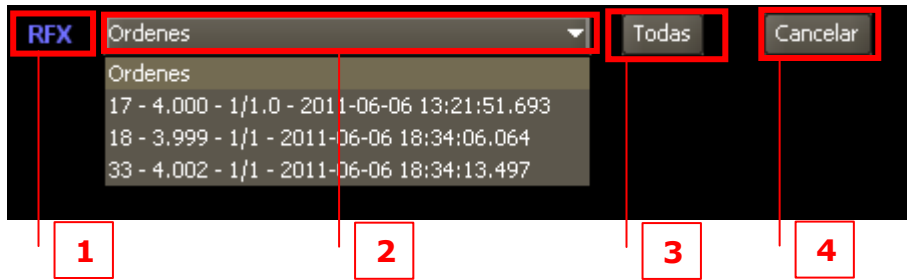 RFX Ordenes Todas Cancelar
Ordenes
17 - 4.000 - 1/1.0 - 2011-06-06 13:21:51.693
18 - 3.999 - 1/1 - 2011-06-06 18:34:06.064
33 - 4.002 - 1/1 - 2011-06-06 18:34:13.497
1 2 3 4